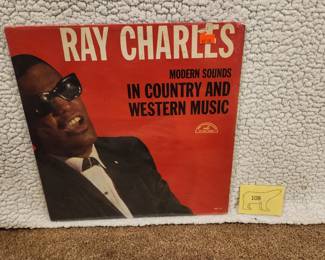 RAY CHARLES
MODERN SOUNDS
IN COUNTRY AND
WESTERN MUSIC